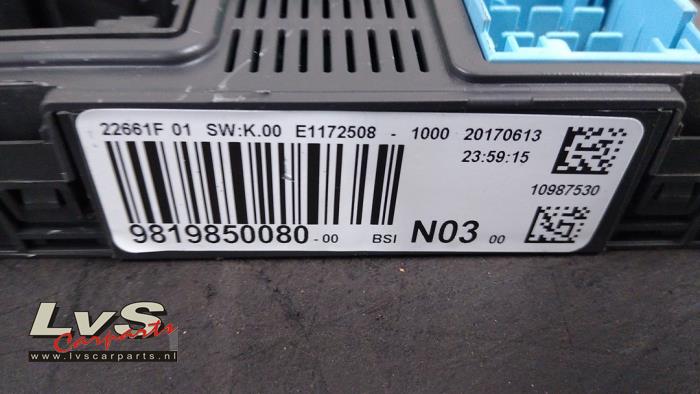 22661F 01 SW:K.00 E1172508 - 1000 20170613
23:59:15
10987530
9819850080-00 BSI N03 00
LvS
Carparts
www.lvscarparts.nl